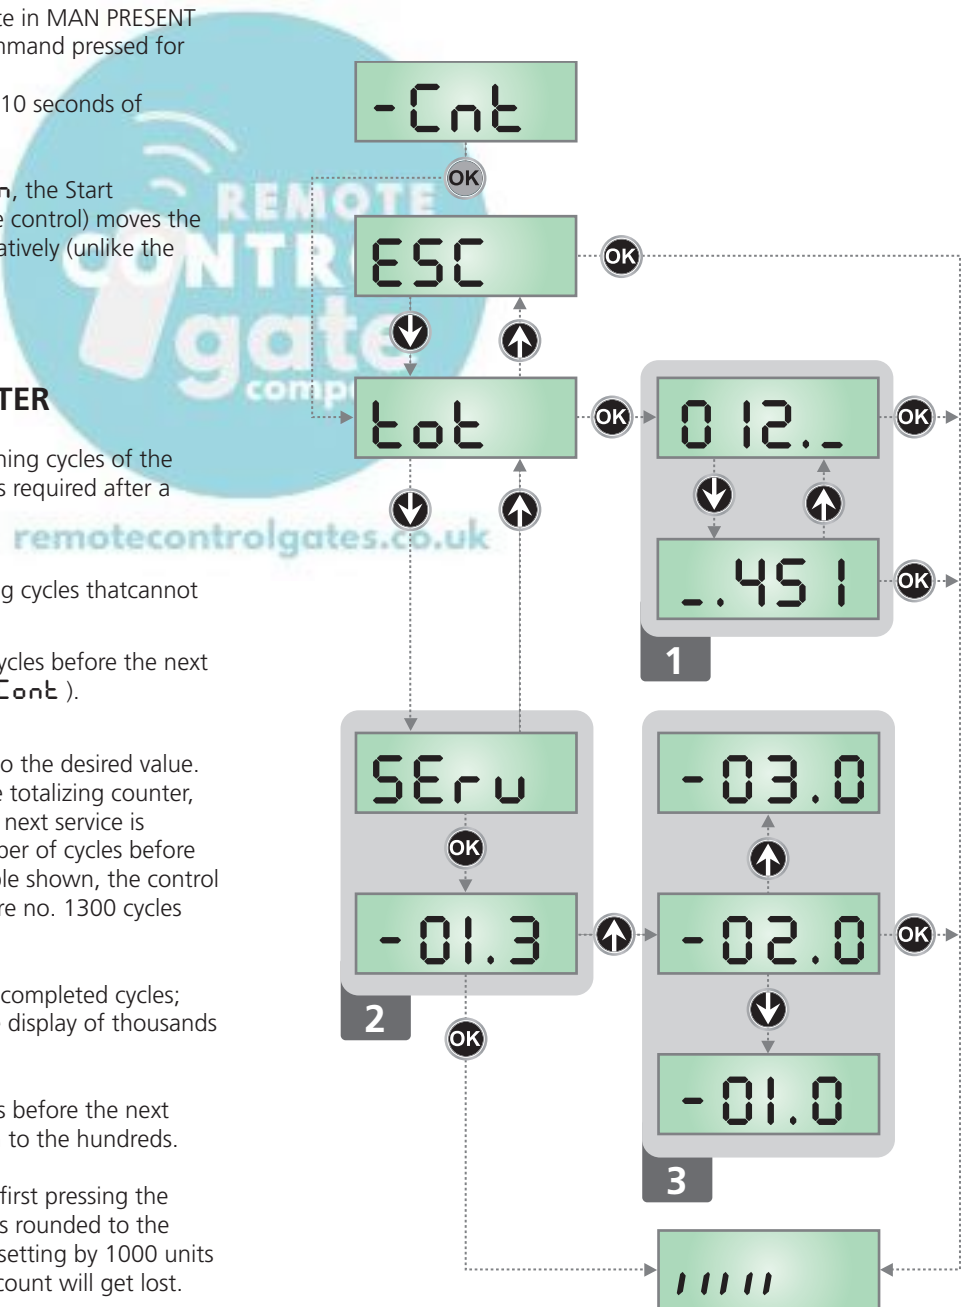 te in MAN PRESENT
mmand pressed for
10 seconds of
n, the Start
e control) moves the
atively (unlike the
TER
ning cycles of the
s required after a
g cycles thatcannot
ycles before the next
Cont ).
o the desired value.
e totalizing counter,
next service is
ber of cycles before
ple shown, the control
re no. 1300 cycles
completed cycles;
display of thousands
s before the next
to the hundreds.
first pressing the
s rounded to the
setting by 1000 units
count will get lost.
REMOTE
CONTR
gate
comp
remotecontrolgates.co.uk
-Cnt
OK
ESC
OK
tot
OK
012._
OK
_.451
OK
1
SErv
OK
-01.3
2
OK
-03.0
-02.0
OK
-01.0
3